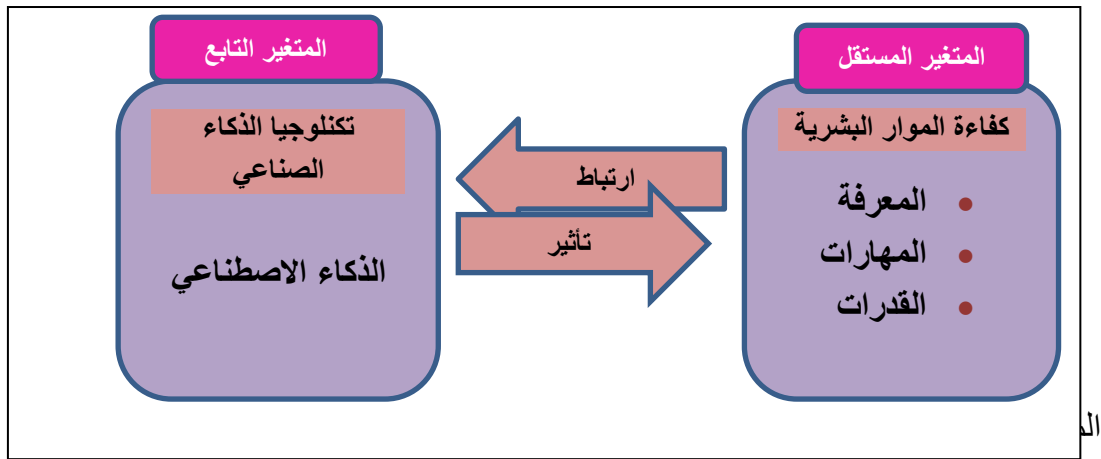 المتغير المستقل
كفاءة الموار البشرية
المعرفة
المهارات
القدرات
ارتباط
تأثير
المتغير التابع
تكنلوجيا الذكاء
الصناعي
الذكاء الاصطناعي